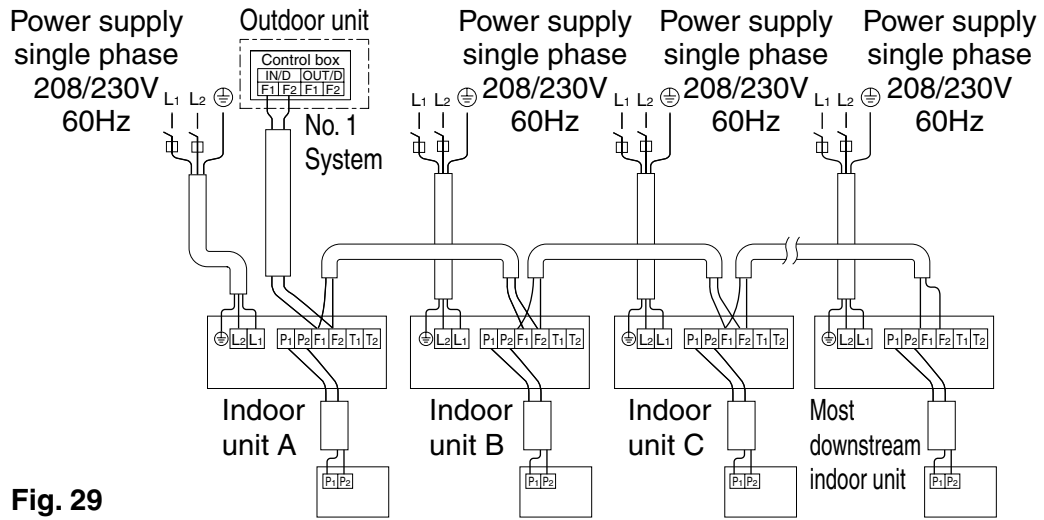 Power supply
single phase
208/230V
60Hz
L1 L2
Outdoor unit
Control box
IN/D OUT/D
F1 F2 F1 F2
No. 1
System
Power supply
single phase
208/230V
60Hz
L1 L2
Power supply
single phase
208/230V
60Hz
L1 L2
Power supply
single phase
208/230V
60Hz
L1 L2
L2 L1
P1 P2 F1 F2 T1 T2
L2 L1
P1 P2 F1 F2 T1 T2
L2 L1
P1 P2 F1 F2 T1 T2
L2 L1
P1 P2 F1 F2 T1 T2
Indoor
unit A
Indoor
unit B
Indoor
unit C
Most
downstream
indoor unit
P1 P2
P1 P2
P1 P2
P1 P2
Fig. 29